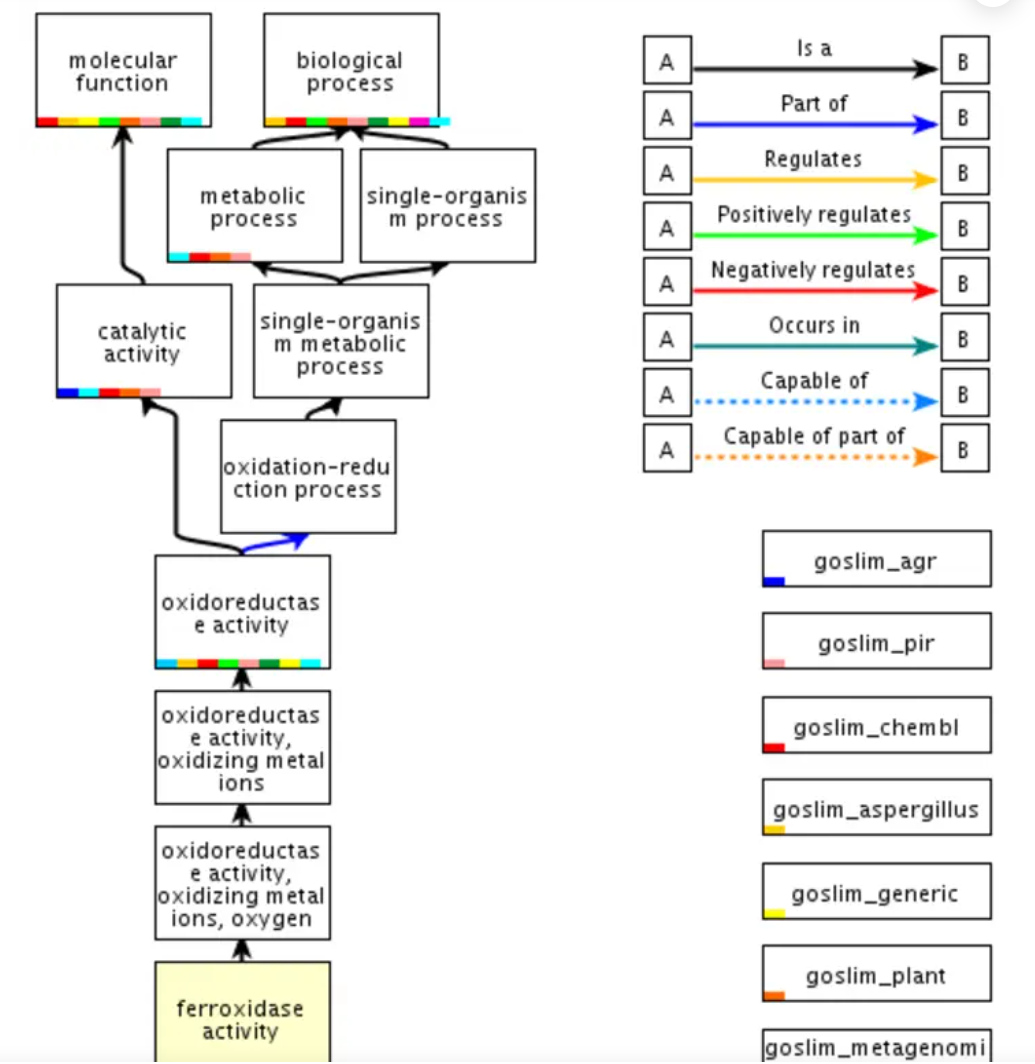 molecular
function
biological
process
metabolic
process
single-organis
m process
catalytic
activity
single-organis
m metabolic
process
oxidation-redu
ction process
oxidoreductas
e activity
oxidoreductas
e activity,
oxidizing metal
ions
oxidoreductas
e activity,
oxidizing metal
ions, oxygen
ferroxidase
activity
A Is a B
A Part of B
A Regulates B
A Positively regulates B
A Negatively regulates B
A Occurs in B
A Capable of B
A Capable of part of B
goslim_agr
goslim_pir
goslim_chembl
goslim_aspergillus
goslim_generic
goslim_plant
goslim_metagenomi